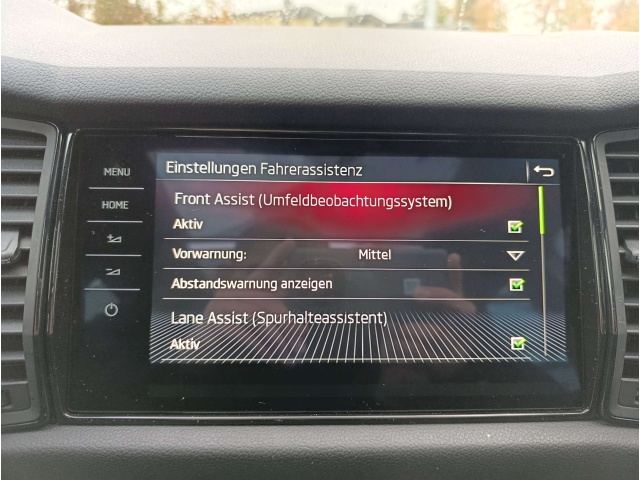 MENU
HOME
Einstellungen Fahrerassistenz
Front Assist (Umfeldbeobachtungssystem)
Aktiv
Vorwarnung: Mittel
Abstandswarnung anzeigen
Lane Assist (Spurhalteassistent)
Aktiv